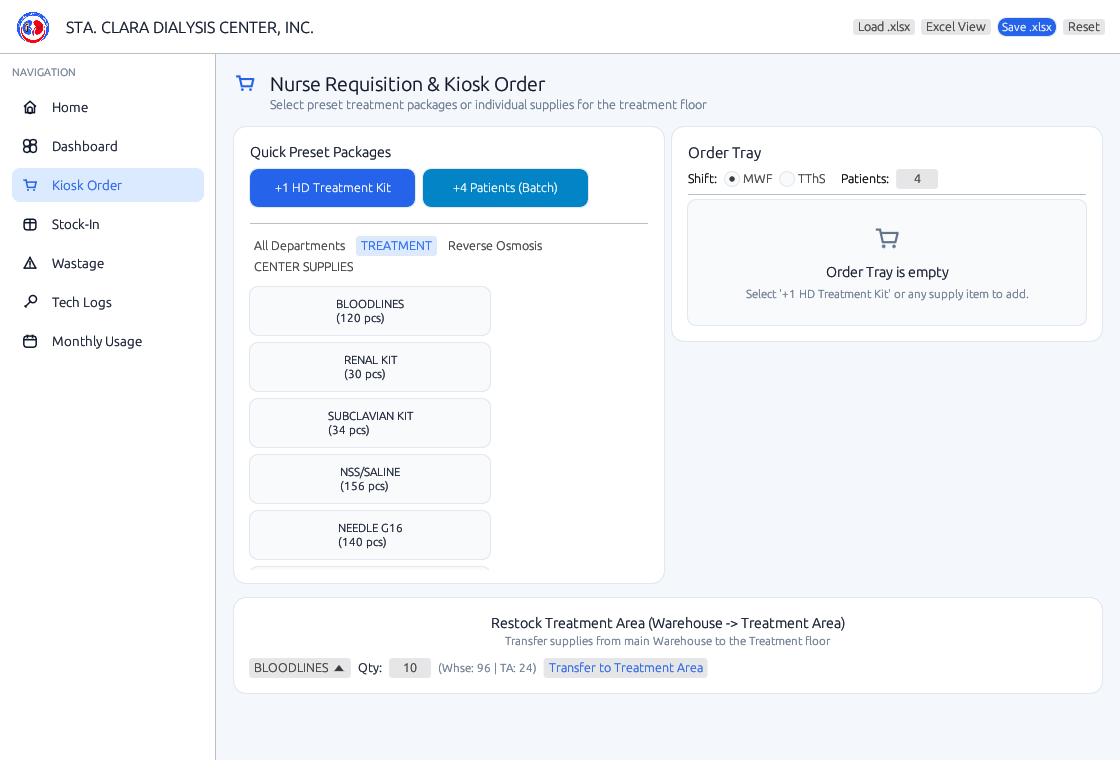 STA. CLARA DIALYSIS CENTER, INC.
Load .xlsx
Excel View
Save .xlsx
Reset
NAVIGATION
Home
Dashboard
Kiosk Order
Stock-In
Wastage
Tech Logs
Monthly Usage
Nurse Requisition & Kiosk Order
Select preset treatment packages or individual supplies for the treatment floor
Quick Preset Packages
+1 HD Treatment Kit
+4 Patients (Batch)
All Departments
TREATMENT
Reverse Osmosis
CENTER SUPPLIES
BLOODLINES
(120 pcs)
RENAL KIT
(30 pcs)
SUBCLAVIAN KIT
(34 pcs)
NSS/SALINE
(156 pcs)
NEEDLE G16
(140 pcs)
Order Tray
Shift: MWF TThS Patients: 4
Order Tray is empty
Select '+1 HD Treatment Kit' or any supply item to add.
Restock Treatment Area (Warehouse -> Treatment Area)
Transfer supplies from main Warehouse to the Treatment floor
BLOODLINES Qty: 10 (Whse: 96 | TA: 24) Transfer to Treatment Area